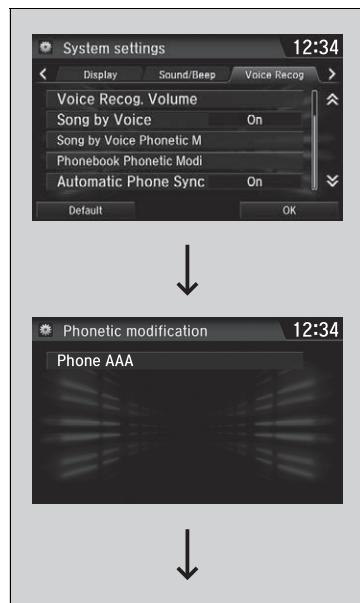 System settings 12:34
Display Sound/Beep Voice Recog
Voice Recog. Volume
Song by Voice On
Song by Voice Phonetic M
Phonebook Phonetic Modi
Automatic Phone Sync On
Default OK
Phonetic modification 12:34
Phone AAA